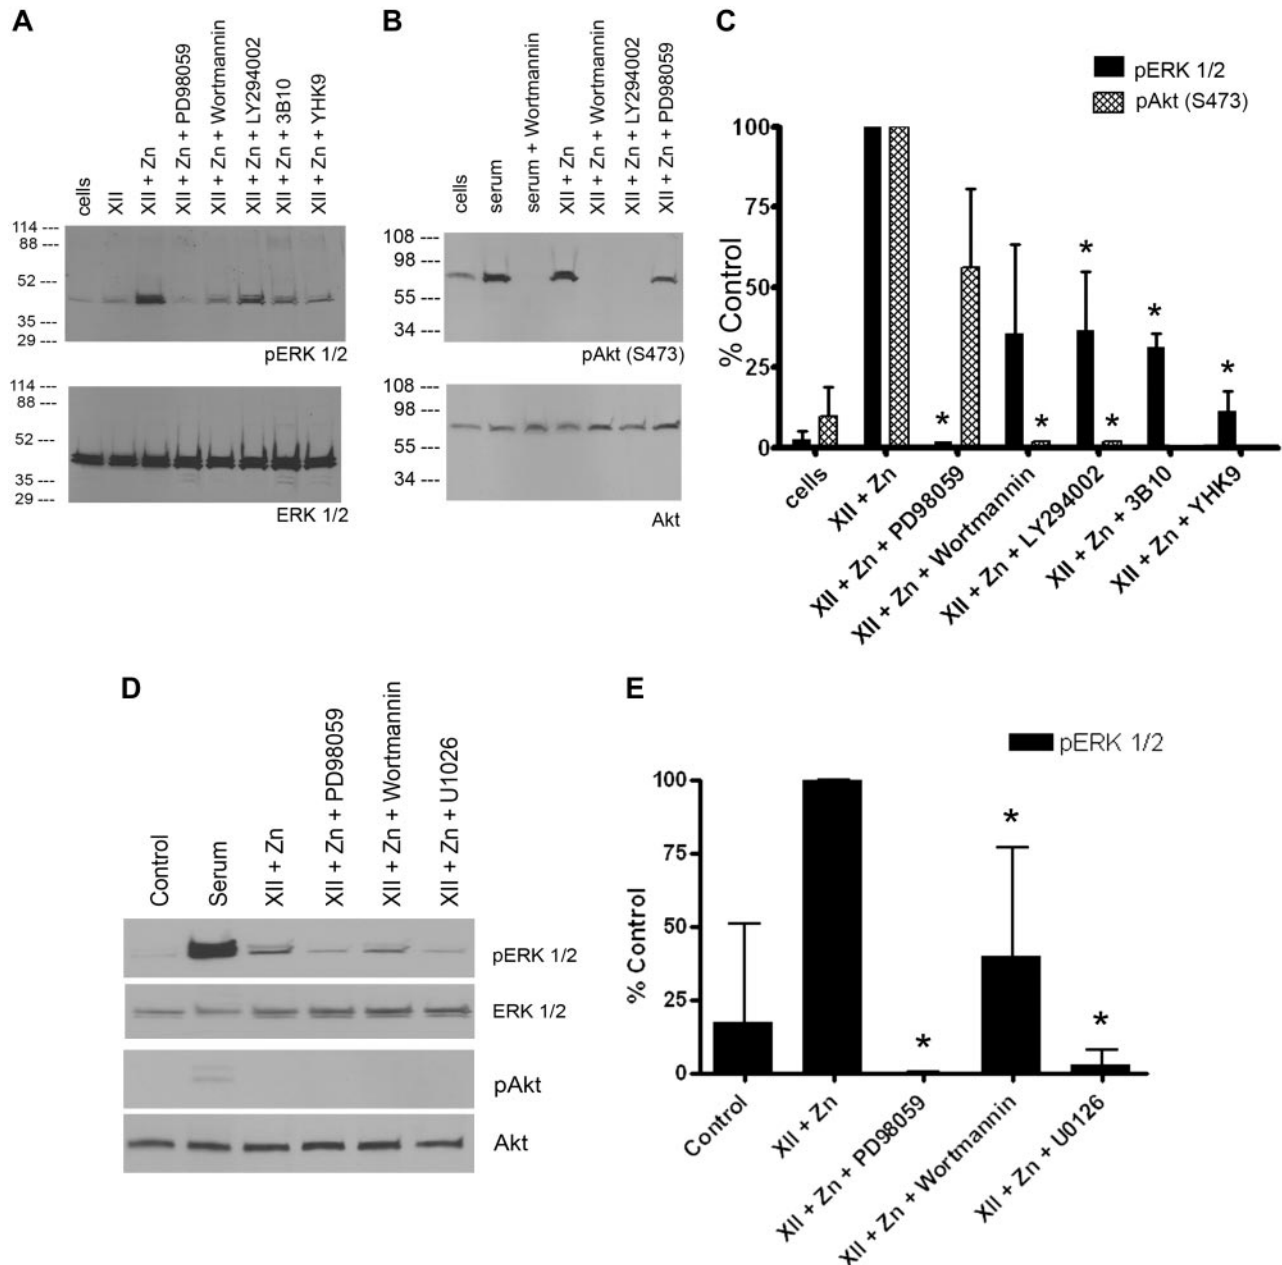 A
cells
XII
XII + Zn
XII + Zn + PD98059
XII + Zn + Wortmannin
XII + Zn + LY294002
XII + Zn + 3B10
XII + Zn + YHK9
114 ---
88 ---
52 ---
35 ---
29 ---
pERK 1/2
114 ---
88 ---
52 ---
35 ---
29 ---
ERK 1/2
B
cells
serum
serum + Wortmannin
XII + Zn
XII + Zn + Wortmannin
XII + Zn + LY294002
XII + Zn + PD98059
108 ---
98 ---
55 ---
34 ---
pAkt (S473)
108 ---
98 ---
55 ---
34 ---
Akt
C
pERK 1/2
pAkt (S473)
% Control
100
75
50
25
0
*
*
*
*
*
*
cells
XII + Zn
XII + Zn + PD98059
XII + Zn + Wortmannin
XII + Zn + LY294002
XII + Zn + 3B10
XII + Zn + YHK9
D
Control
Serum
XII + Zn
XII + Zn + PD98059
XII + Zn + Wortmannin
XII + Zn + U1026
pERK 1/2
ERK 1/2
pAkt
Akt
E
pERK 1/2
% Control
100
75
50
25
0
*
*
*
Control
XII + Zn
XII + Zn + PD98059
XII + Zn + Wortmannin
XII + Zn + U0126